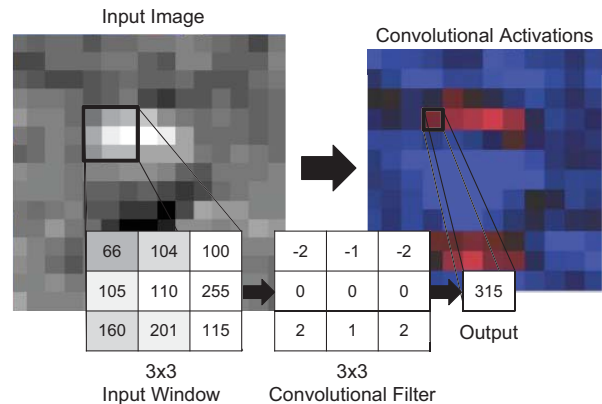 Input Image
Convolutional Activations
66 104 100
105 110 255
160 201 115
-2 -1 -2
0 0 0
2 1 2
315
Output
3x3
Input Window
3x3
Convolutional Filter